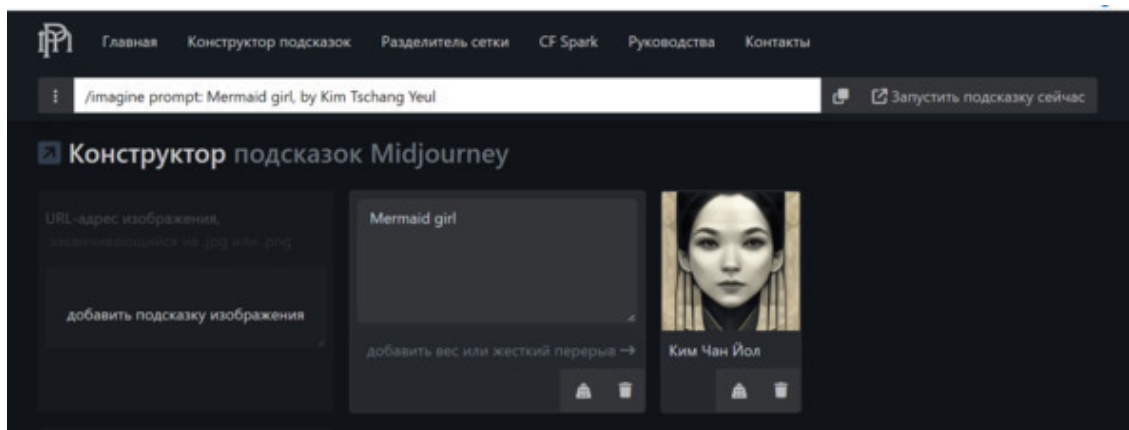 Главная Конструктор подсказок Разделитель сетки CF Spark Руководства Контакты
/imagine prompt: Mermaid girl, by Kim Tschang Yeul
Запустить подсказку сейчас
Конструктор подсказок Midjourney
URL-адрес изображения,
заканчивающийся на .jpg или .png
добавить подсказку изображения
Mermaid girl
добавить вес или жесткий перерыв →
Ким Чан Йол